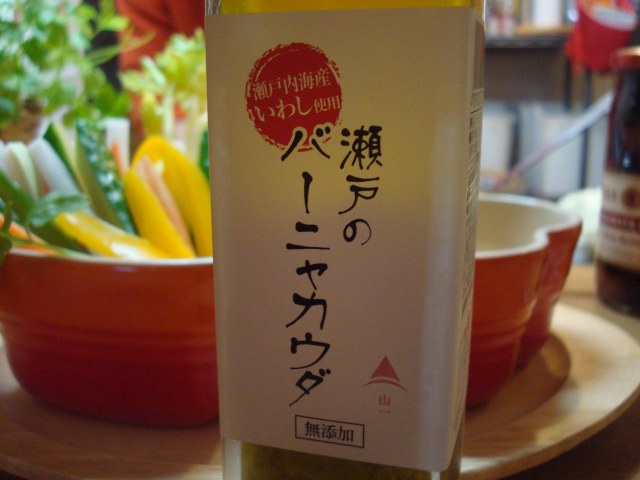 瀬戸内海産
いわし使用
瀬戸の
バーニャカウダ
山一
無添加